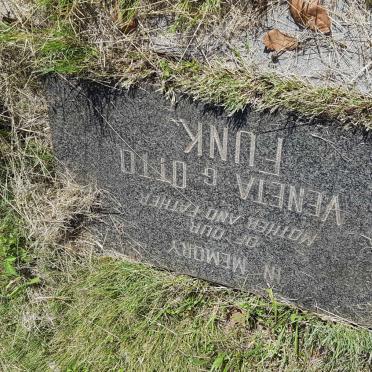 IN MEMORY
OF OUR
MOTHER AND FATHER
VENETA & OTTO
FUNK